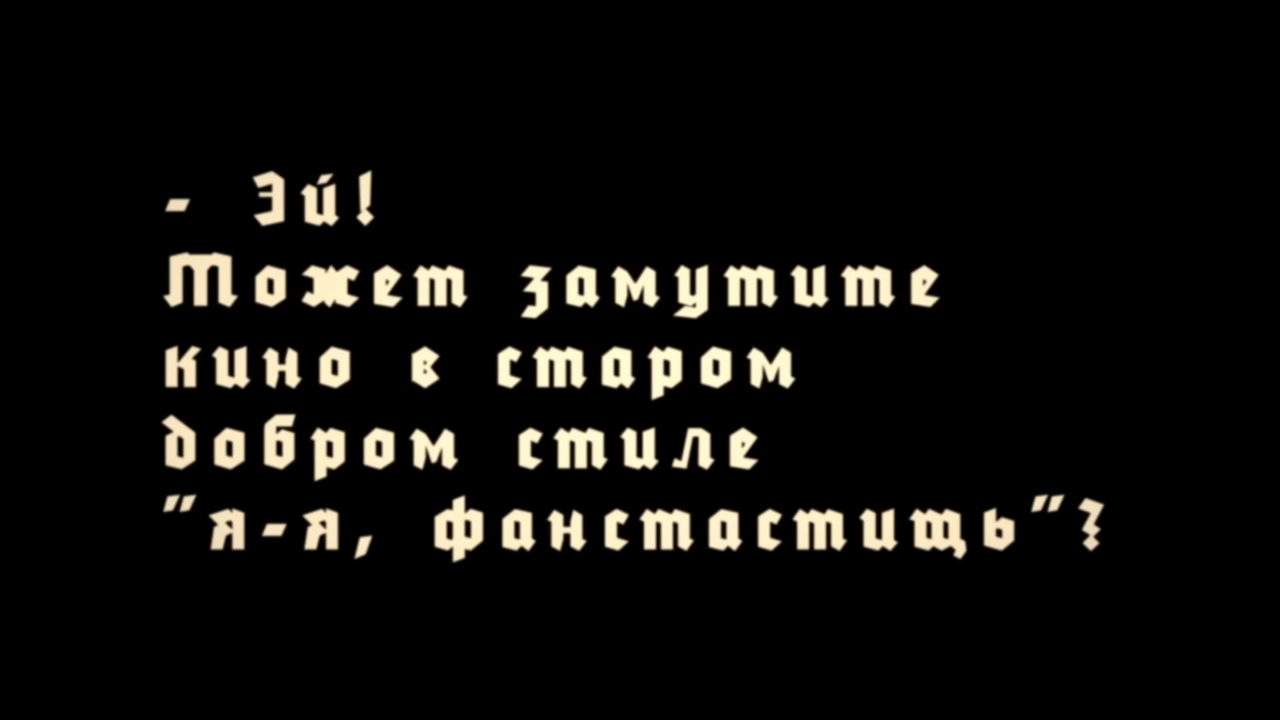 - Эй!
Может замутите
кино в старом
добром стиле
"я-я, фанстастищь"?